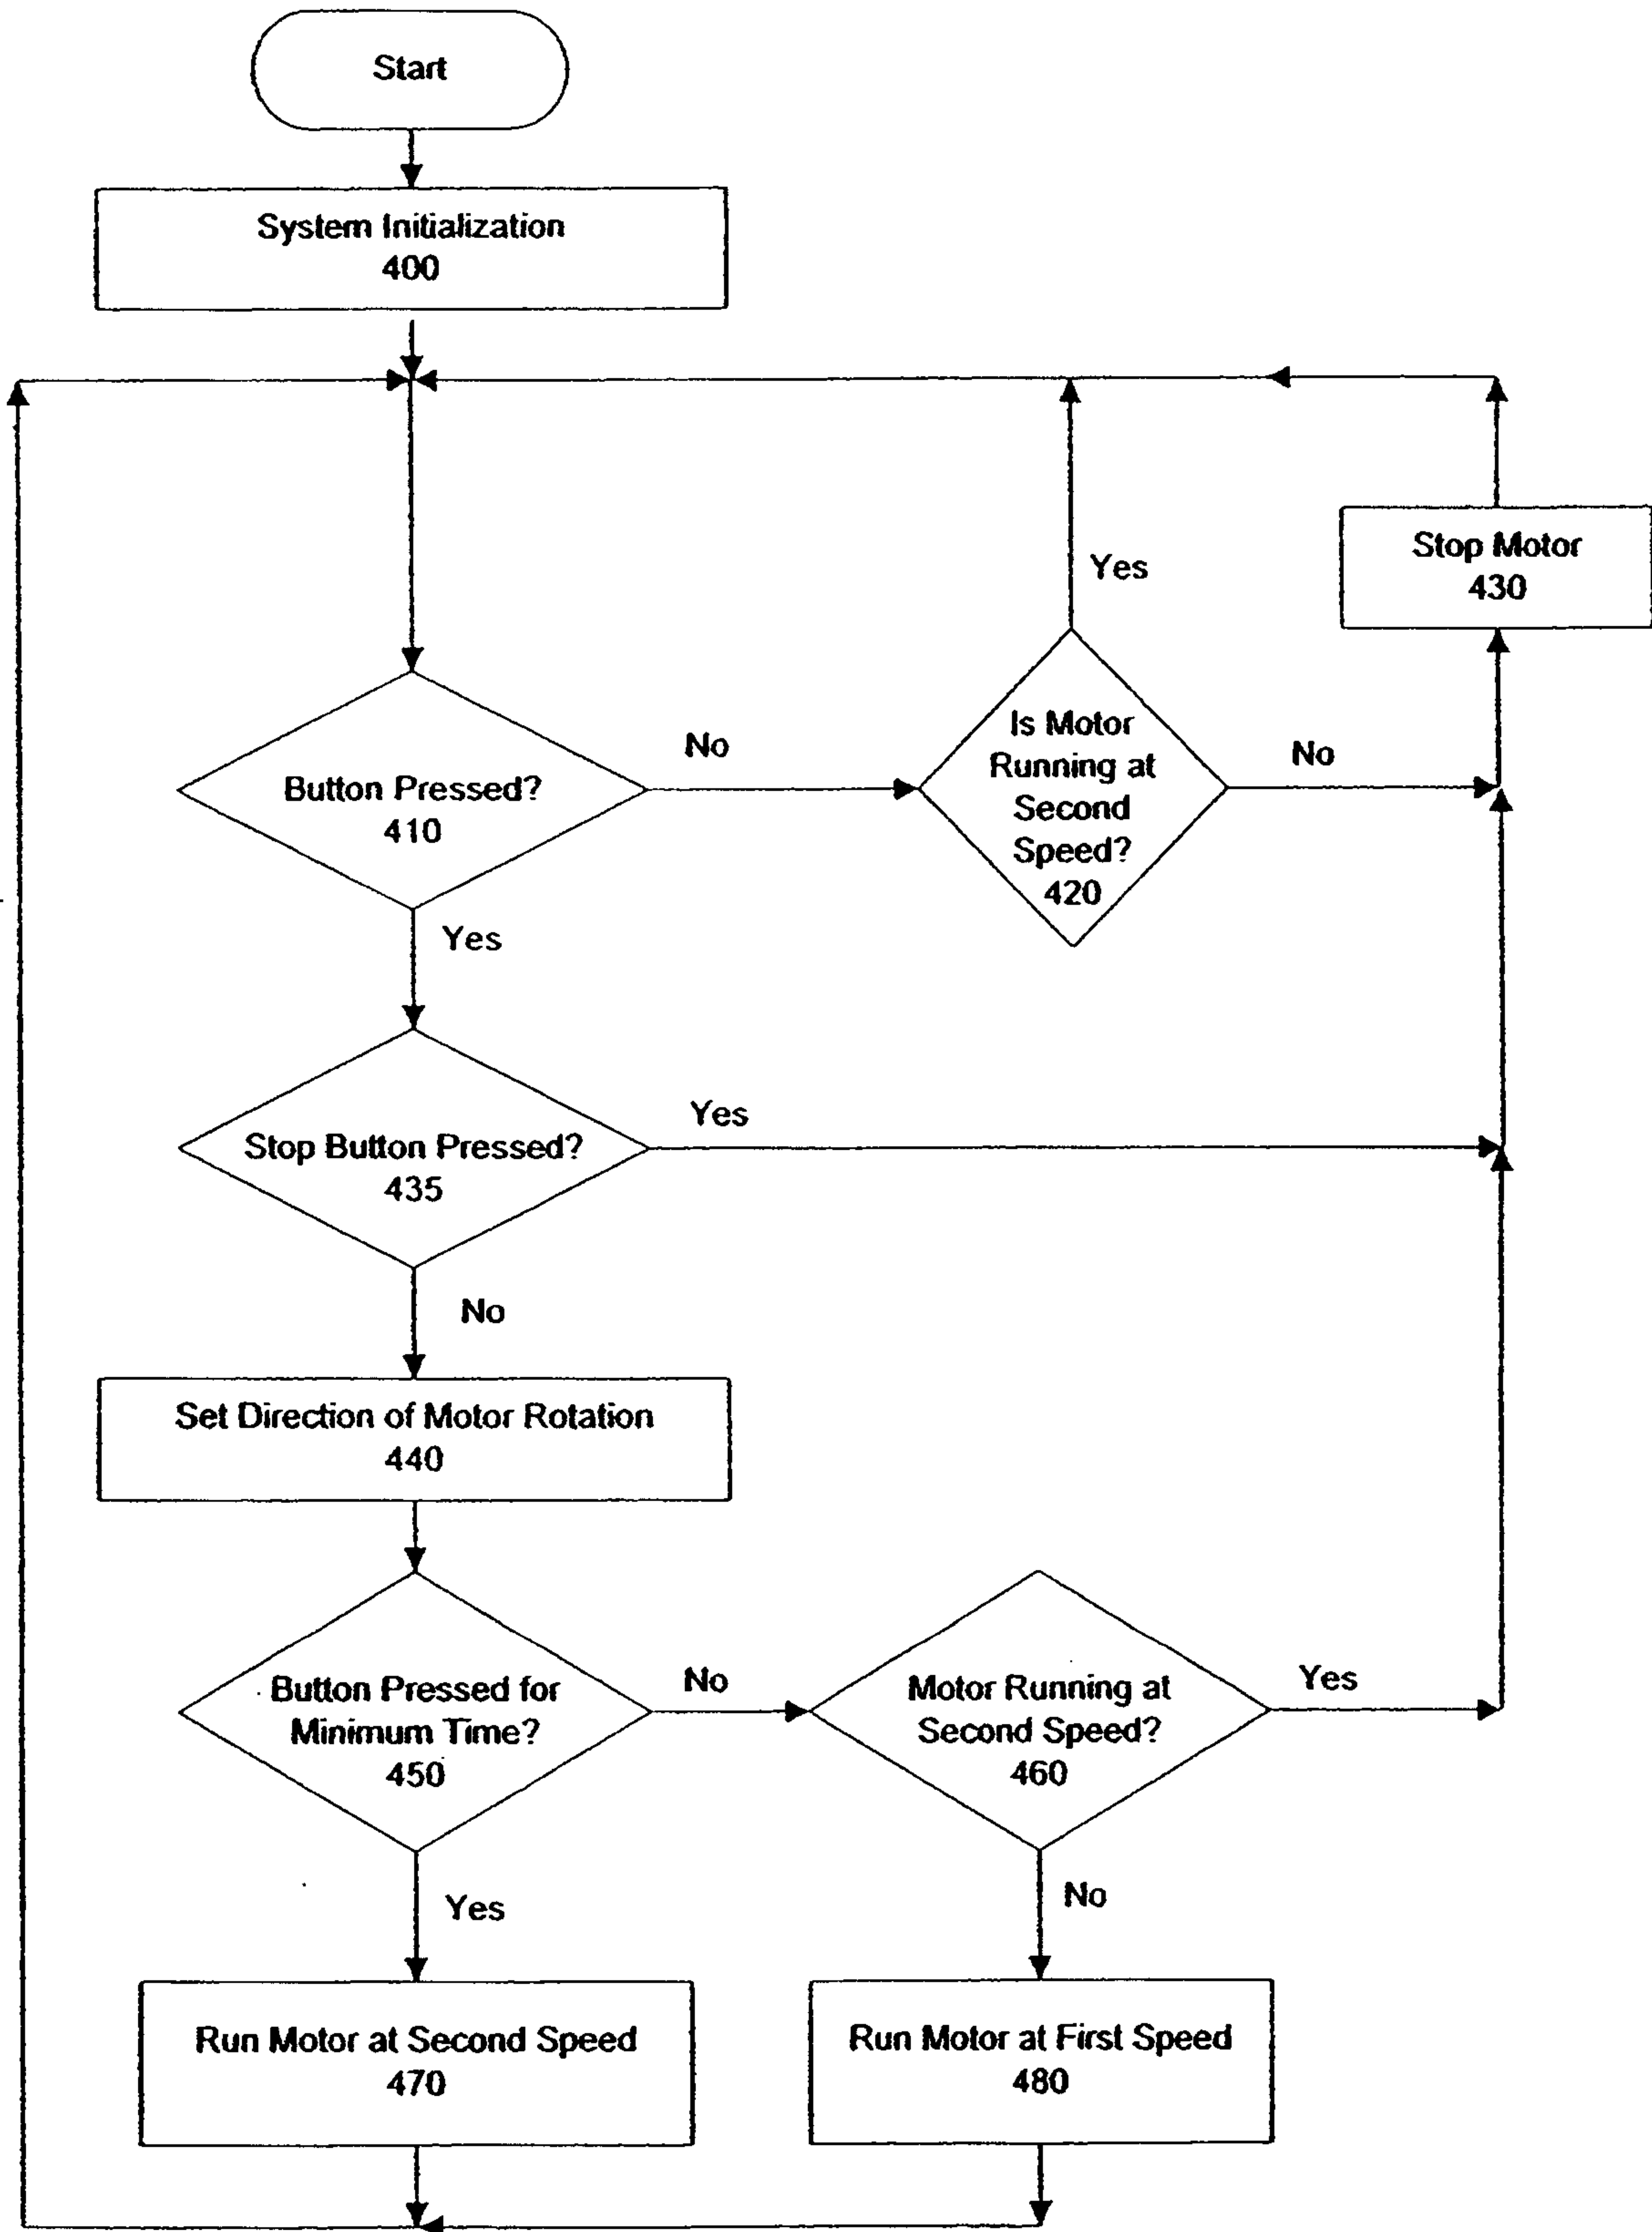 Start
System Initialization
400
Stop Motor
430
Yes
Is Motor
Running at
Second
Speed?
420
No
No
Button Pressed?
410
Yes
Stop Button Pressed?
435
Yes
No
Set Direction of Motor Rotation
440
Button Pressed for
Minimum Time?
450
No
Motor Running at
Second Speed?
460
Yes
Yes
No
Run Motor at Second Speed
470
Run Motor at First Speed
480